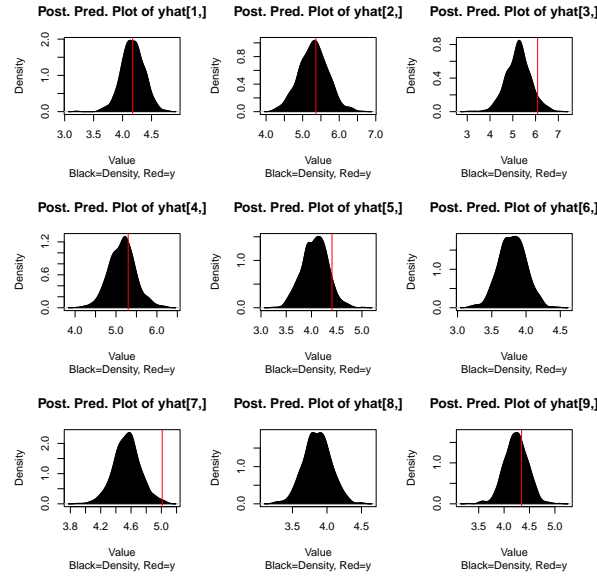 Post. Pred. Plot of yhat[1,]
Density
0.0 1.0 2.0
3.0 3.5 4.0 4.5
Value
Black=Density, Red=y
Post. Pred. Plot of yhat[2,]
Density
0.0 0.4 0.8
4.0 5.0 6.0 7.0
Value
Black=Density, Red=y
Post. Pred. Plot of yhat[3,]
Density
0.0 0.4 0.8
3 4 5 6 7
Value
Black=Density, Red=y
Post. Pred. Plot of yhat[4,]
Density
0.0 0.6 1.2
4.0 5.0 6.0
Value
Black=Density, Red=y
Post. Pred. Plot of yhat[5,]
Density
0.0 1.0
3.0 3.5 4.0 4.5 5.0
Value
Black=Density, Red=y
Post. Pred. Plot of yhat[6,]
Density
0.0 1.0
3.0 3.5 4.0 4.5
Value
Black=Density, Red=y
Post. Pred. Plot of yhat[7,]
Density
0.0 1.0 2.0
3.8 4.2 4.6 5.0
Value
Black=Density, Red=y
Post. Pred. Plot of yhat[8,]
Density
0.0 1.0
3.5 4.0 4.5
Value
Black=Density, Red=y
Post. Pred. Plot of yhat[9,]
Density
0.0 1.0
3.5 4.0 4.5 5.0
Value
Black=Density, Red=y